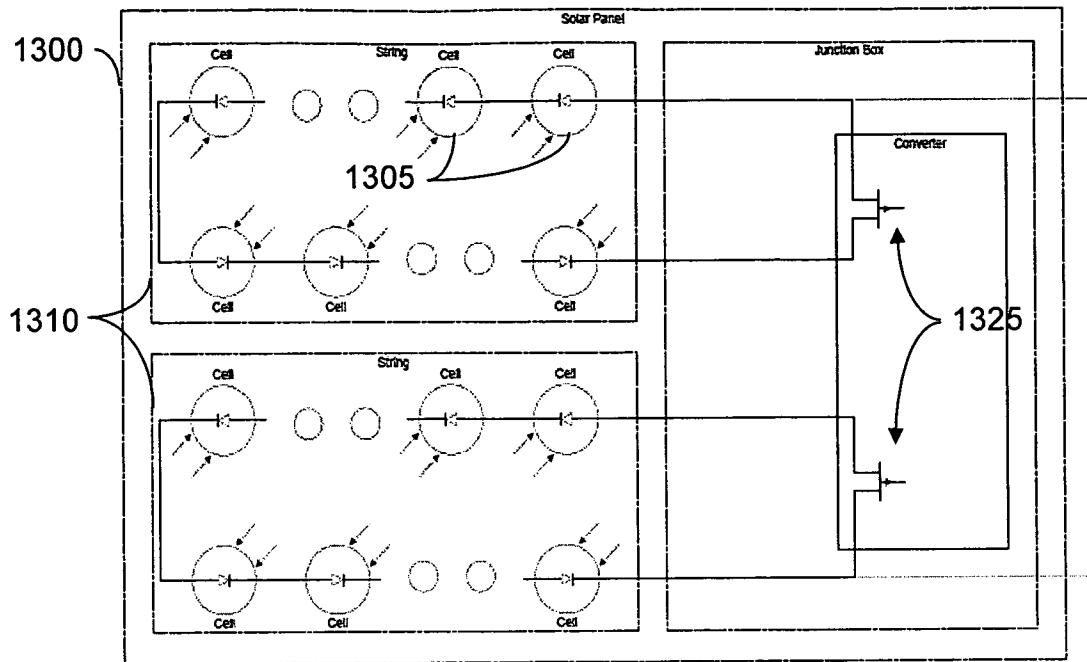 Solar Panel
1300
String
Junction Box
Cell
Cell
Cell
Converter
1305
1310
1325
Cell
Cell
Cell
String
Cell
Cell
Cell
Cell
Cell
Cell